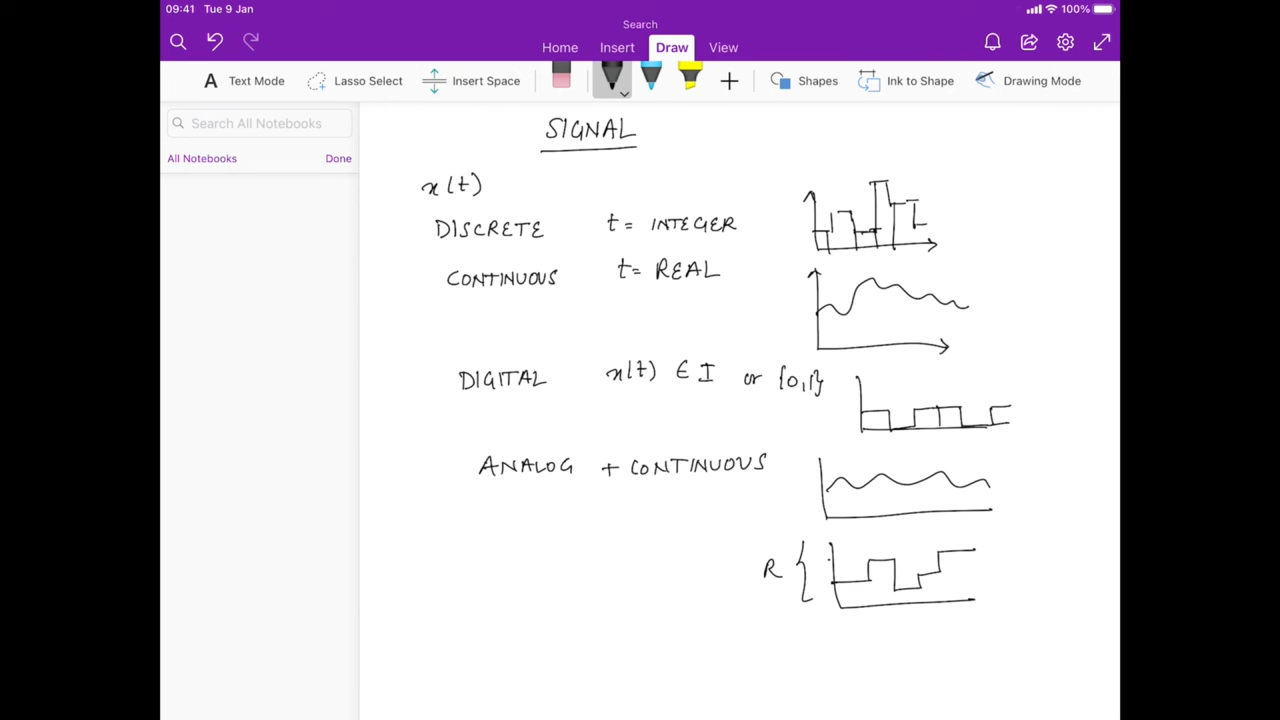 09:41 Tue 9 Jan
100%
Search
Home Insert Draw View
Text Mode Lasso Select Insert Space Shapes Ink to Shape Drawing Mode
Search All Notebooks
All Notebooks Done
SIGNAL
x(t)
DISCRETE t = INTEGER
CONTINUOUS t = REAL
DIGITAL x(t) ∈ I or {0,1}
ANALOG + CONTINUOUS
R {